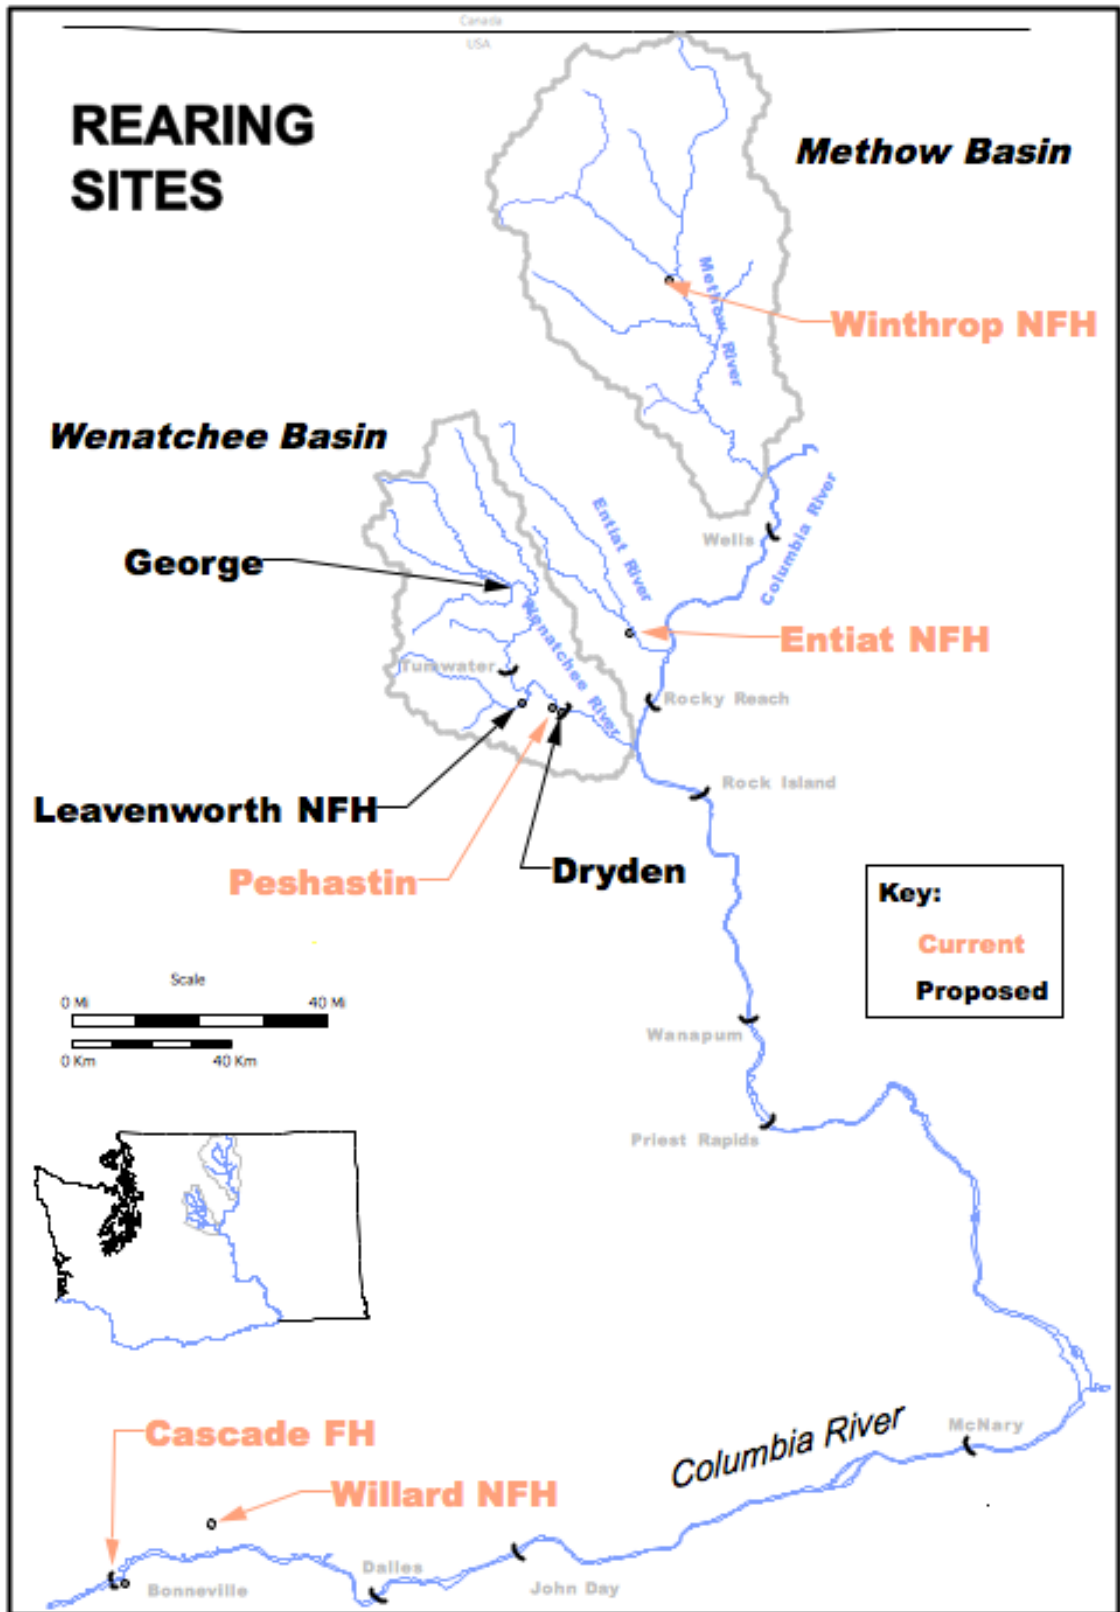 Canada
USA
REARING
SITES
Methow Basin
Methow River
Winthrop NFH
Wenatchee Basin
Entiat River
Columbia River
Wells
George
Wenatchee River
Entiat NFH
Tumwater
Rocky Reach
Rock Island
Leavenworth NFH
Peshastin
Dryden
Key:
Current
Proposed
Scale
0 Mi 40 Mi
0 Km 40 Km
Wanapum
Priest Rapids
Cascade FH
Columbia River
McNary
Willard NFH
Dalles
Bonneville
John Day